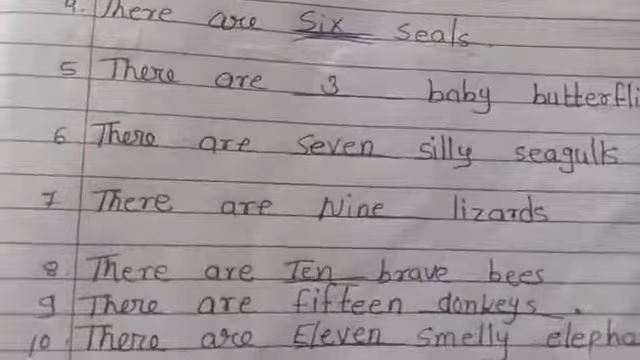 4. There are Six seals.
5 There are 3 baby butterfli
6 There are seven silly seagulls
7 There are Nine lizards
8. There are Ten brave bees
9 There are fifteen donkeys.
10. There are Eleven smelly elepha